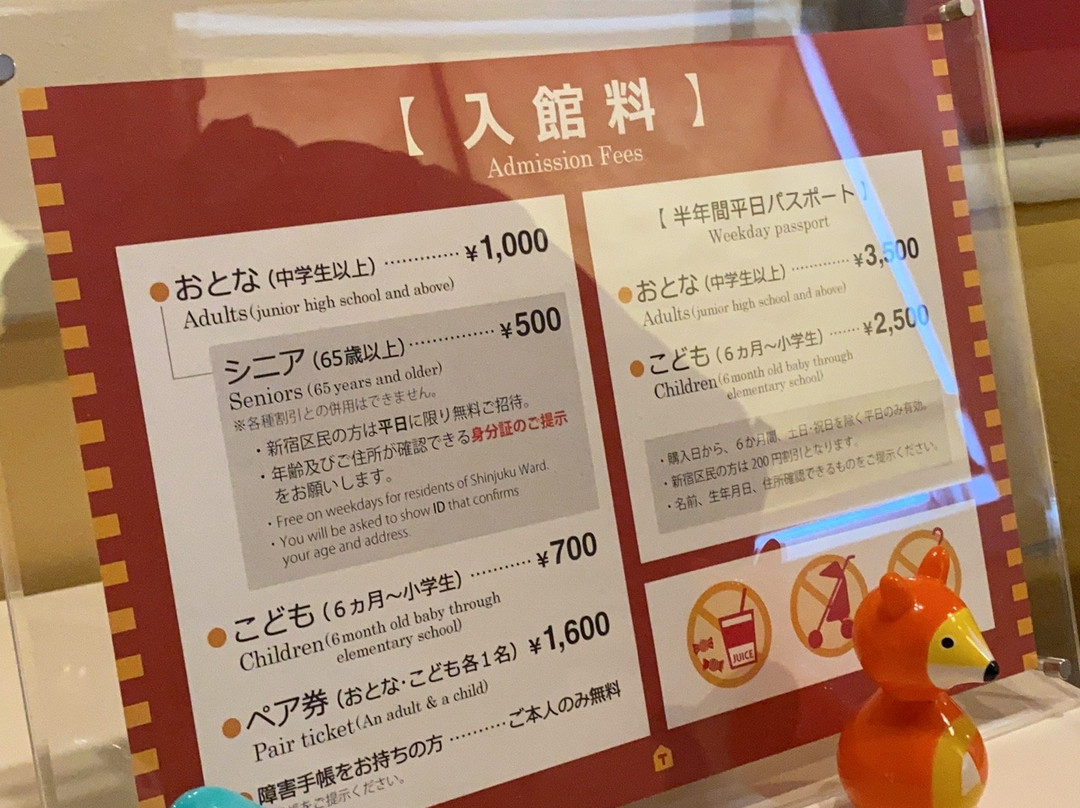 【 入館料 】
Admission Fees
おとな (中学生以上) ············· ¥1,000
Adults(junior high school and above)
シニア (65歳以上) ················ ¥500
Seniors (65 years and older)
※各種割引との併用はできません。
・新宿区民の方は平日に限り無料ご招待。
・年齢及びご住所が確認できる身分証のご提示
をお願いします。
・Free on weekdays for residents of Shinjuku Ward.
・You will be asked to show ID that confirms
your age and address.
こども (6ヵ月〜小学生) ··········· ¥700
Children(6month old baby through
elementary school)
ペア券 (おとな・こども各1名) ¥1,600
Pair ticket(An adult & a child)
障害手帳をお持ちの方 ··········ご本人のみ無料
をご提示ください。
【 半年間平日パスポート 】
Weekday passport
おとな (中学生以上) ············ ¥3,500
Adults(junior high school and above)
こども (6ヵ月〜小学生) ······· ¥2,500
Children(6month old baby through
elementary school)
・購入日から、6か月間、土日・祝日を除く平日のみ有効。
・新宿区民の方は200円割引となります。
・名前、生年月日、住所確認できるものをご提示ください。
JUICE
T